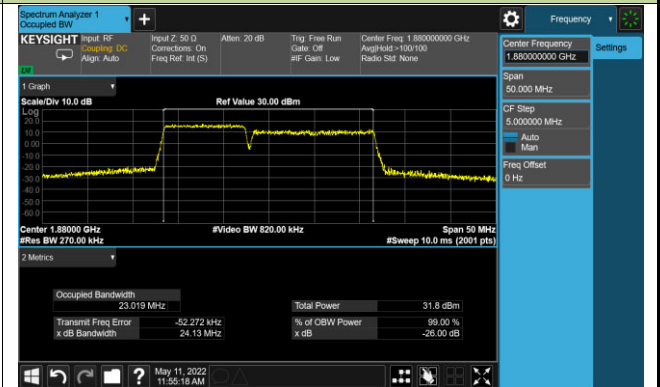 Spectrum Analyzer 1
Occupied BW
Frequency
KEYSIGHT
Input: RF
Coupling: DC
Align: Auto
Input Z: 50 Ω
Corrections: On
Freq Ref: Int (S)
Atten: 20 dB
Trig: Free Run
Gate: Off
#IF Gain: Low
Center Freq: 1.880000000 GHz
Avg|Hold:>100/100
Radio Std: None
Center Frequency
1.880000000 GHz
Settings
Span
50.000 MHz
CF Step
5.000000 MHz
Auto
Man
Freq Offset
0 Hz
1 Graph
Scale/Div 10.0 dB
Ref Value 30.00 dBm
Log
20.0
10.0
0.00
-10.0
-20.0
-30.0
-40.0
-50.0
-60.0
Center 1.88000 GHz
#Video BW 820.00 kHz
Span 50 MHz
#Res BW 270.00 kHz
#Sweep 10.0 ms (2001 pts)
2 Metrics
Occupied Bandwidth
23.019 MHz
Total Power
31.8 dBm
Transmit Freq Error
-52.272 kHz
% of OBW Power
99.00 %
x dB Bandwidth
24.13 MHz
x dB
-26.00 dB
?
May 11, 2022
11:55:18 AM